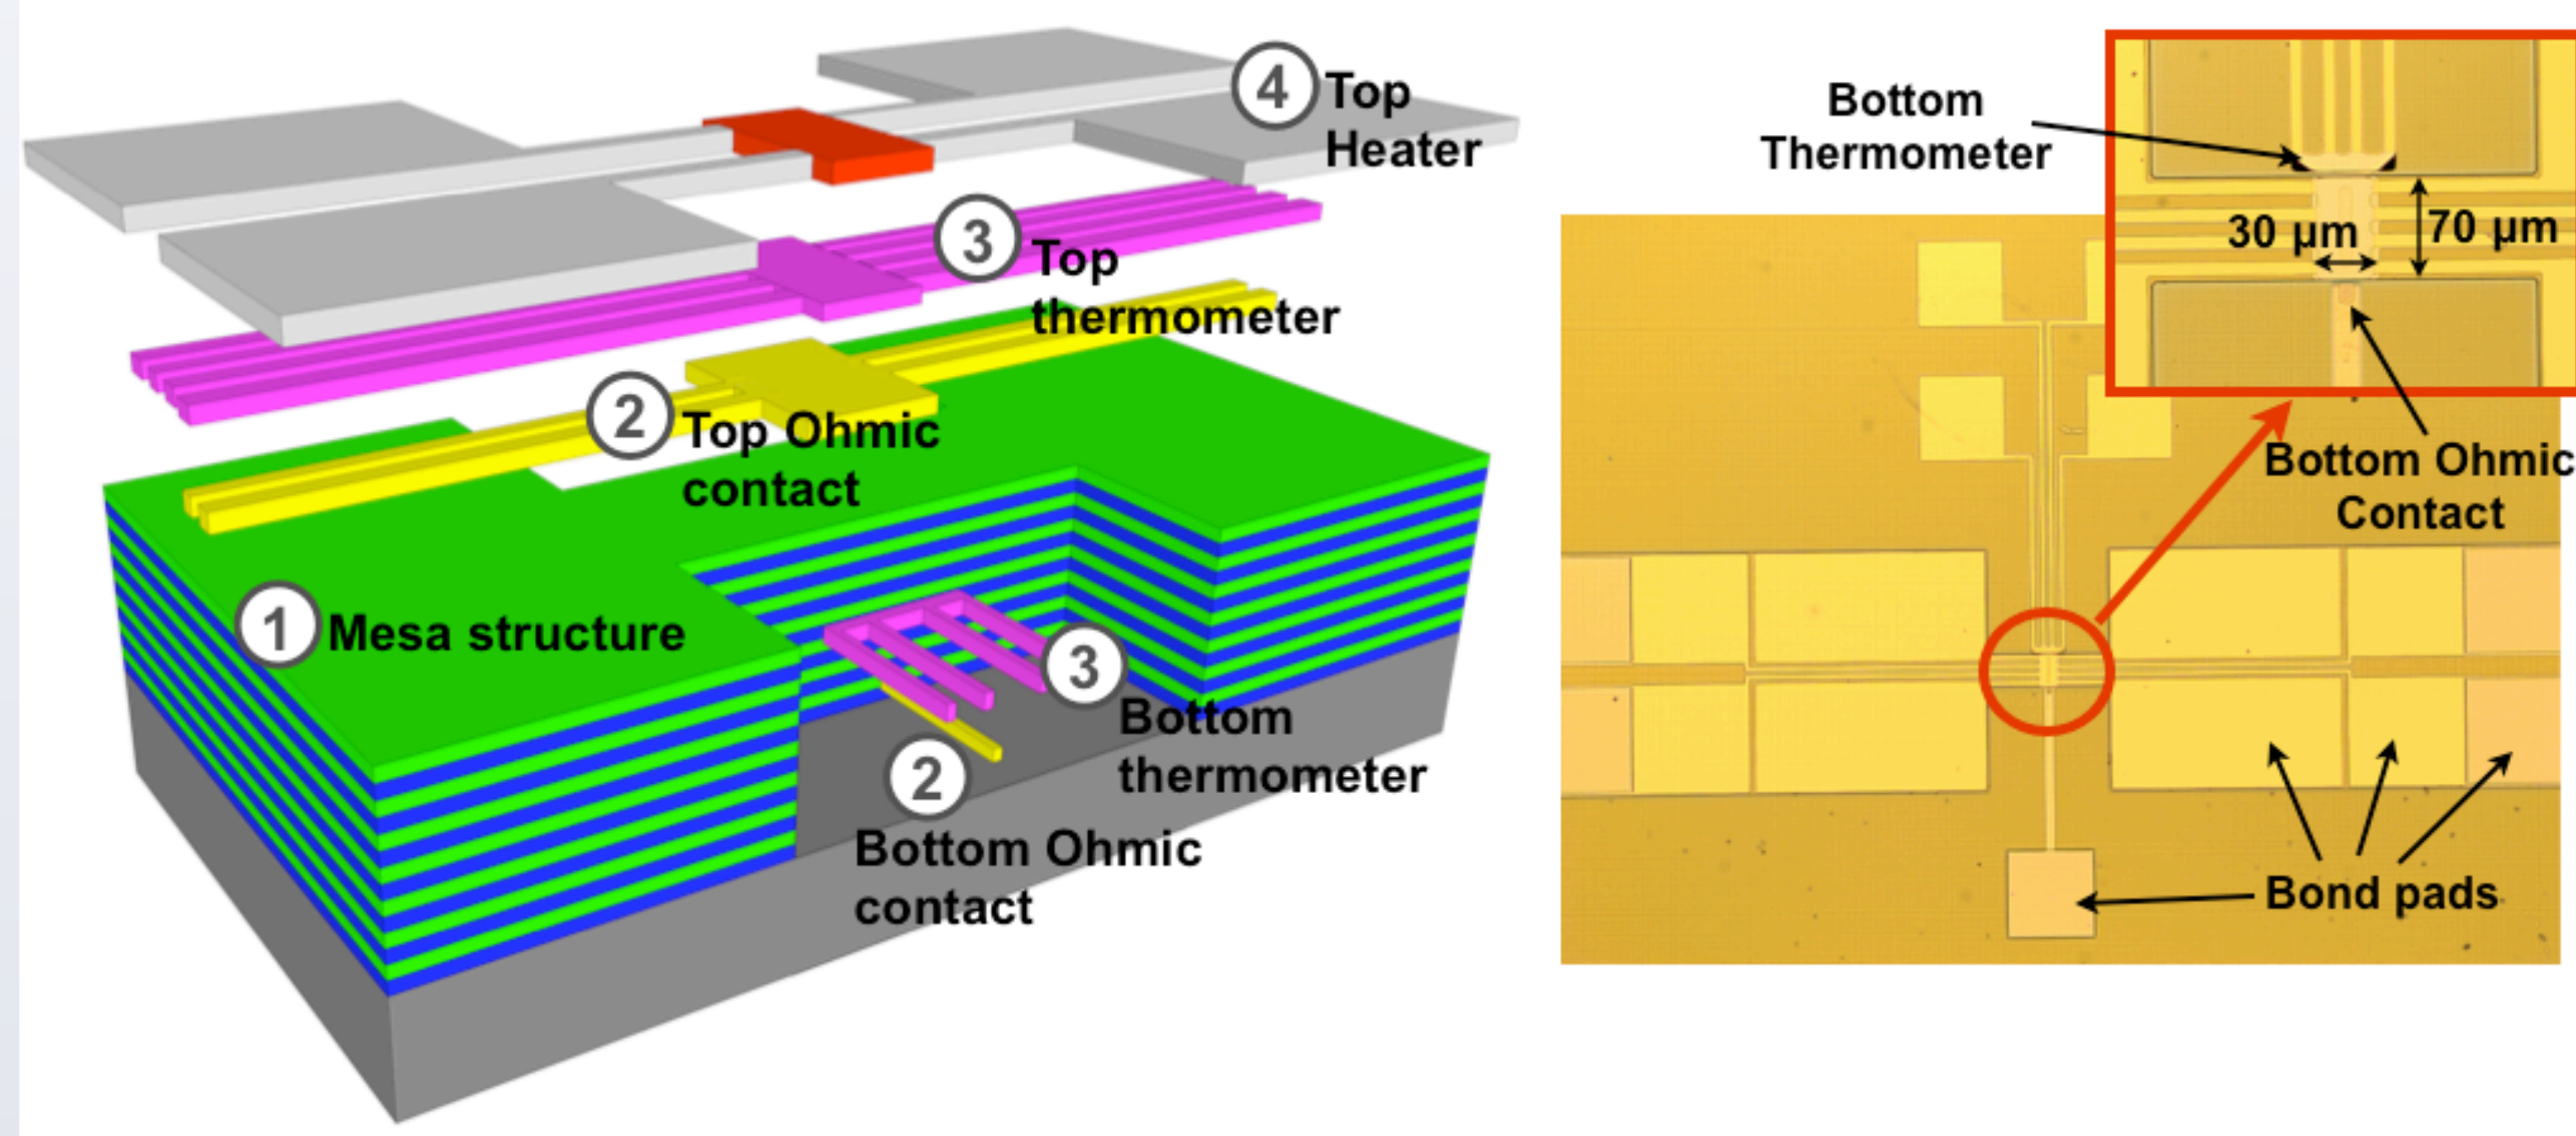 4
Top
Heater
3
Top
thermometer
2
Top Ohmic
contact
1
Mesa structure
3
Bottom
thermometer
2
Bottom Ohmic
contact
Bottom
Thermometer
30 µm
70 µm
Bottom Ohmic
Contact
Bond pads